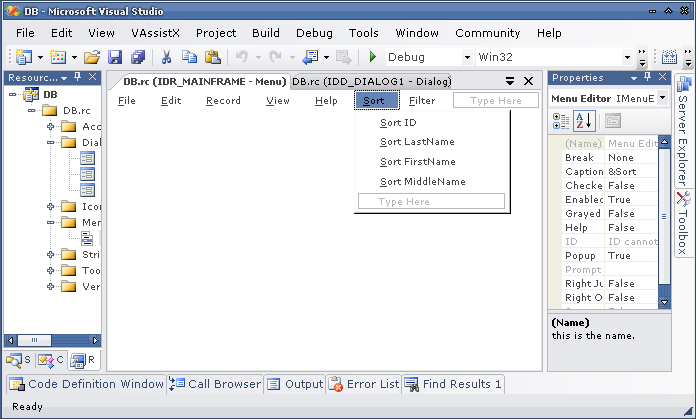 DB - Microsoft Visual Studio
File Edit View VAssistX Project Build Debug Tools Window Community Help
Debug Win32
Resourc...
DB
DB.rc
Acc
Dial
Icor
Men
Stri
Too
Ver
S C R
DB.rc (IDR_MAINFRAME - Menu) DB.rc (IDD_DIALOG1 - Dialog)
File Edit Record View Help Sort Filter Type Here
Sort ID
Sort LastName
Sort FirstName
Sort MiddleName
Type Here
Properties
Menu Editor IMenuE
(Name) Menu Edit
Break None
Caption &Sort
Checke False
Enablec True
Grayed False
Help False
ID ID cannot
Popup True
Prompt
Right Ju False
Right O False
(Name)
this is the name.
Server Explorer
Toolbox
Code Definition Window Call Browser Output Error List Find Results 1
Ready